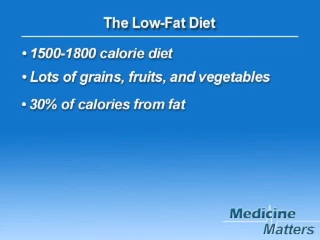 The Low-Fat Diet
• 1500-1800 calorie diet
• Lots of grains, fruits, and vegetables
• 30% of calories from fat
Medicine
Matters